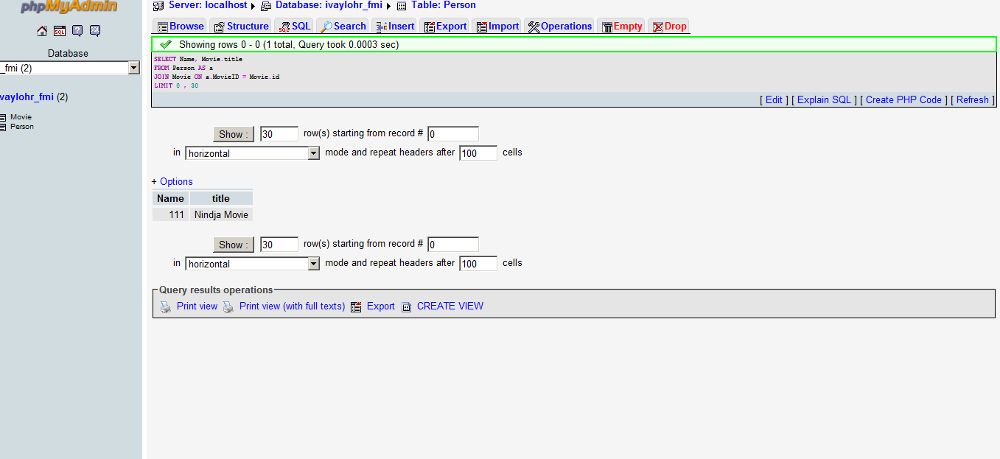 phpMyAdmin
Server: localhost Database: ivaylohr_fmi Table: Person
Browse Structure SQL Search Insert Export Import Operations Empty Drop
SQL ? SQL
Database
_fmi (2)
vaylohr_fmi (2)
Movie
Person
Showing rows 0 - 0 (1 total, Query took 0.0003 sec)
SELECT Name, Movie.title
FROM Person AS a
JOIN Movie ON a.MovieID = Movie.id
LIMIT 0 , 30
[ Edit ] [ Explain SQL ] [ Create PHP Code ] [ Refresh ]
Show : 30 row(s) starting from record # 0
in horizontal mode and repeat headers after 100 cells
+ Options
Name title
111 Nindja Movie
Show : 30 row(s) starting from record # 0
in horizontal mode and repeat headers after 100 cells
Query results operations
Print view Print view (with full texts) Export CREATE VIEW